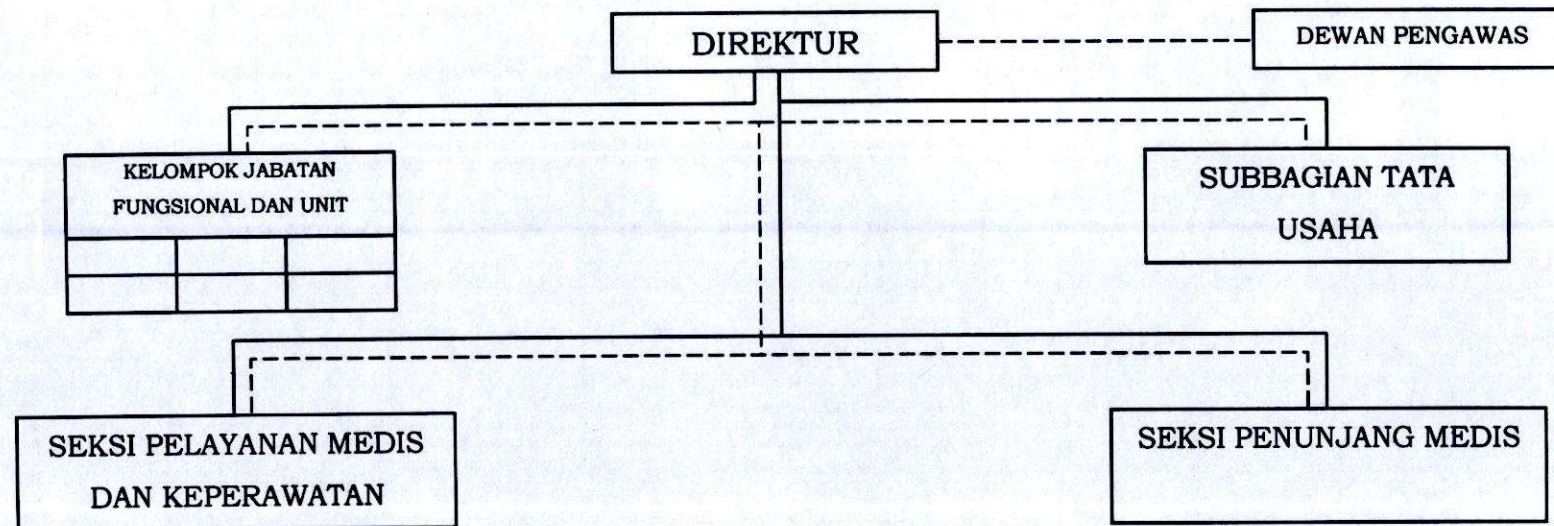 DIREKTUR
DEWAN PENGAWAS
KELOMPOK JABATAN
FUNGSIONAL DAN UNIT
SUBBAGIAN TATA
USAHA
SEKSI PELAYANAN MEDIS
DAN KEPERAWATAN
SEKSI PENUNJANG MEDIS